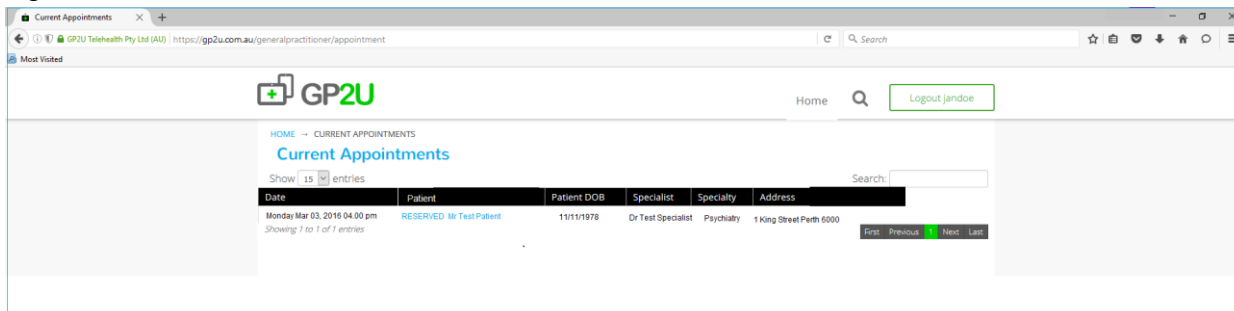 Current Appointments
GP2U Telehealth Pty Ltd (AU) https://gp2u.com.au/generalpractitioner/appointment Search
Most Visited
GP2U Home Logout jandoe
HOME → CURRENT APPOINTMENTS
Current Appointments
Show 15 entries Search:
Date Patient Patient DOB Specialist Specialty Address
Monday Mar 03, 2016 04.00 pm RESERVED Mr Test Patient 11/11/1978 Dr Test Specialist Psychiatry 1 King Street Perth 6000
Showing 1 to 1 of 1 entries First Previous 1 Next Last